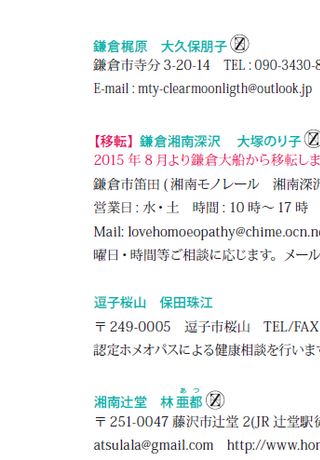 鎌倉梶原　大久保朋子
鎌倉市寺分 3-20-14　TEL : 090-3430-8
E-mail : mty-clearmoonligth@outlook.jp
【移転】 鎌倉湘南深沢　大塚のり子
2015 年 8 月より鎌倉大船から移転しま
鎌倉市笛田 ( 湘南モノレール　湘南深沢
営業日 : 水・土　時間 : 10 時〜 17 時
Mail: lovehomoeopathy@chime.ocn.ne
曜日・時間等ご相談に応じます。メール
逗子桜山　保田珠江
〒 249-0005　逗子市桜山　TEL/FAX
認定ホメオパスによる健康相談を行います
あ つ
湘南辻堂　林 亜都
〒 251-0047 藤沢市辻堂 2(JR 辻堂駅徒
atsulala@gmail.com　http://www.hom